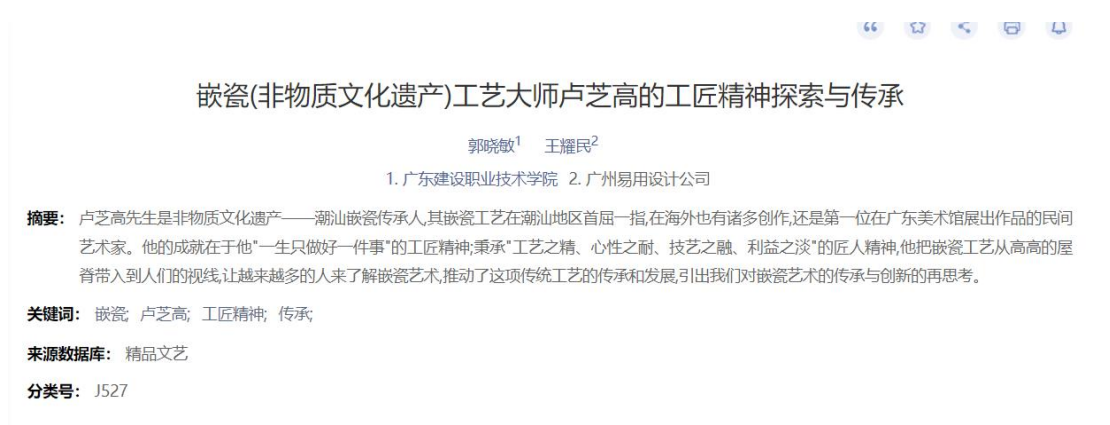 嵌瓷(非物质文化遗产)工艺大师卢芝高的工匠精神探索与传承
郭晓敏1 王耀民2
1. 广东建设职业技术学院 2. 广州易用设计公司
摘要： 卢芝高先生是非物质文化遗产——潮汕嵌瓷传承人,其嵌瓷工艺在潮汕地区首屈一指,在海外也有诸多创作,还是第一位在广东美术馆展出作品的民间
艺术家。他的成就在于他"一生只做好一件事"的工匠精神;秉承"工艺之精、心性之耐、技艺之融、利益之淡"的匠人精神,他把嵌瓷工艺从高高的屋
脊带入到人们的视线,让越来越多的人来了解嵌瓷艺术,推动了这项传统工艺的传承和发展,引出我们对嵌瓷艺术的传承与创新的再思考。
关键词： 嵌瓷; 卢芝高; 工匠精神; 传承;
来源数据库： 精品文艺
分类号： J527